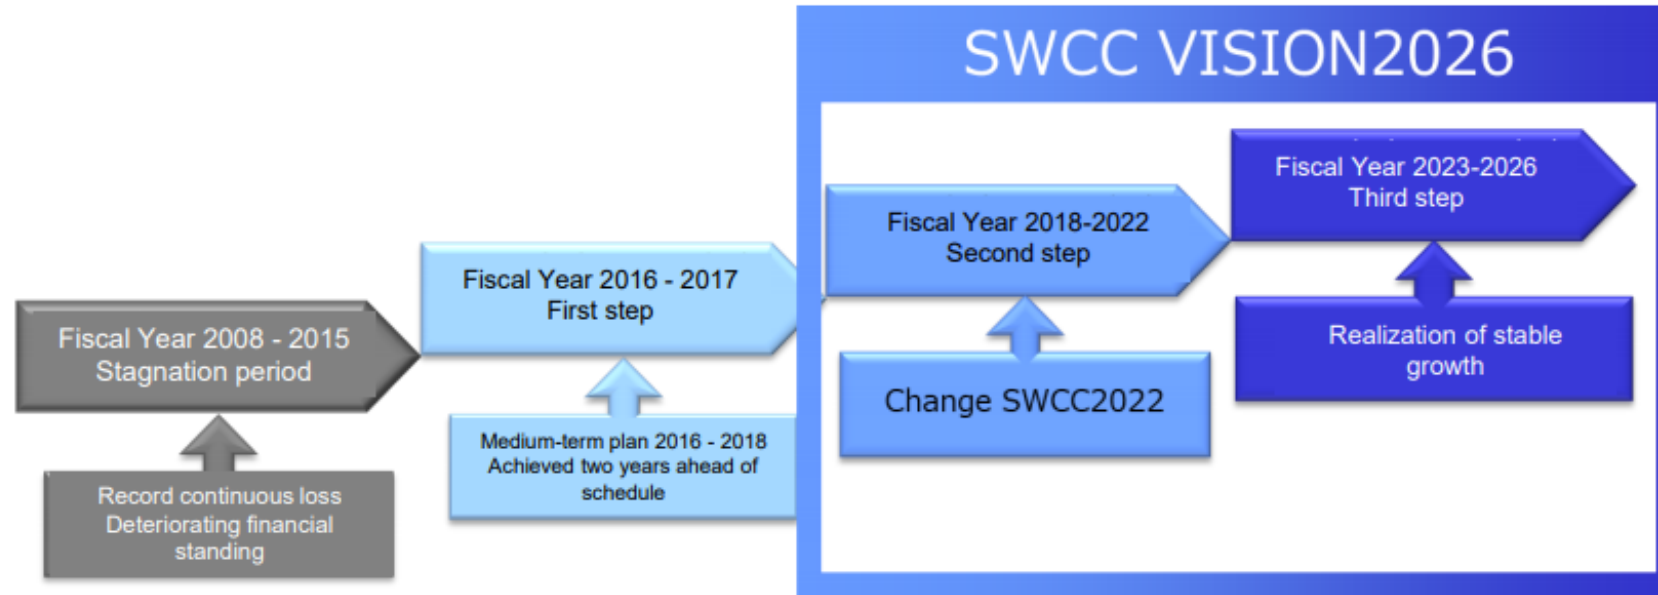 SWCC VISION2026
Fiscal Year 2023-2026
Third step
Fiscal Year 2018-2022
Second step
Fiscal Year 2016 - 2017
First step
Fiscal Year 2008 - 2015
Stagnation period
Realization of stable
growth
Change SWCC2022
Medium-term plan 2016 - 2018
Achieved two years ahead of
schedule
Record continuous loss
Deteriorating financial
standing